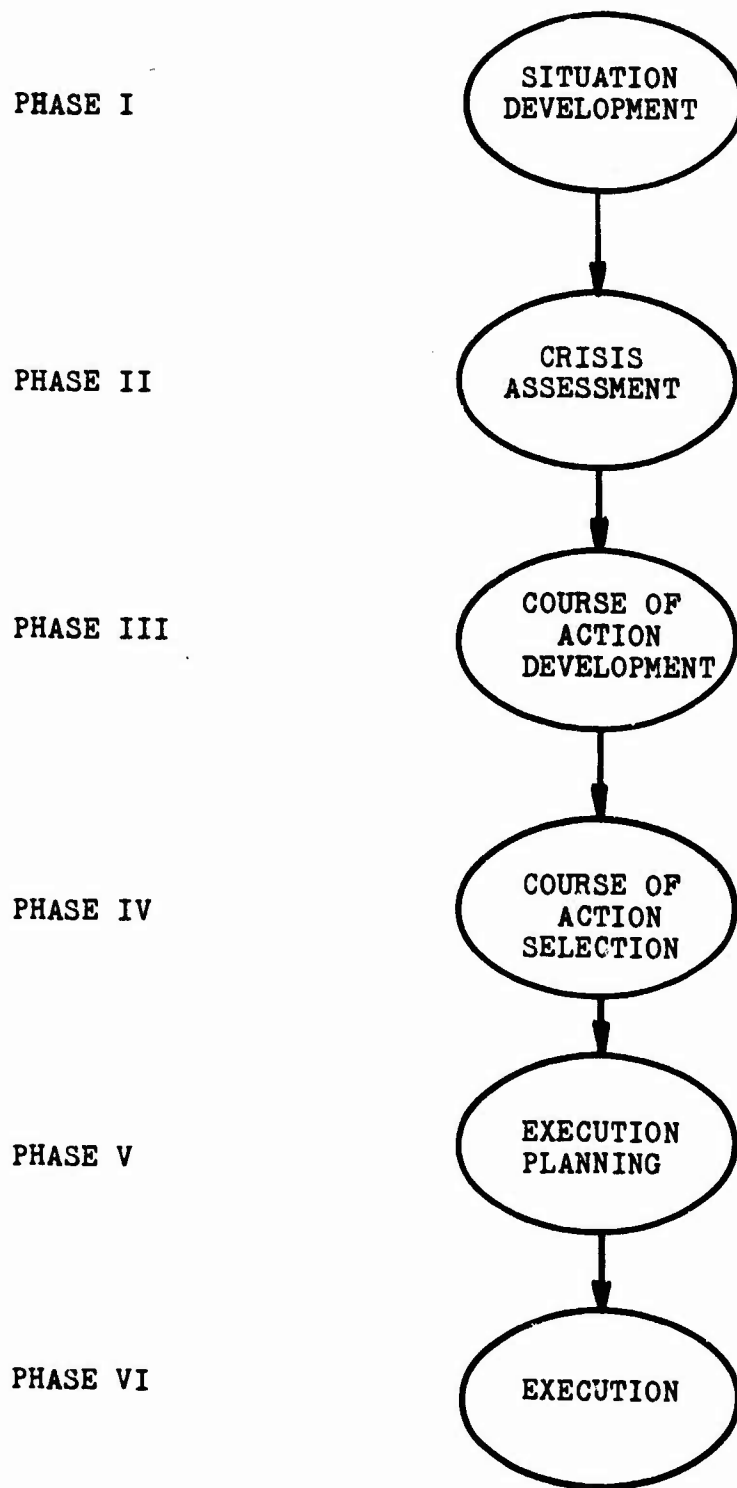 PHASE I
SITUATION
DEVELOPMENT
PHASE II
CRISIS
ASSESSMENT
PHASE III
COURSE OF
ACTION
DEVELOPMENT
PHASE IV
COURSE OF
ACTION
SELECTION
PHASE V
EXECUTION
PLANNING
PHASE VI
EXECUTION